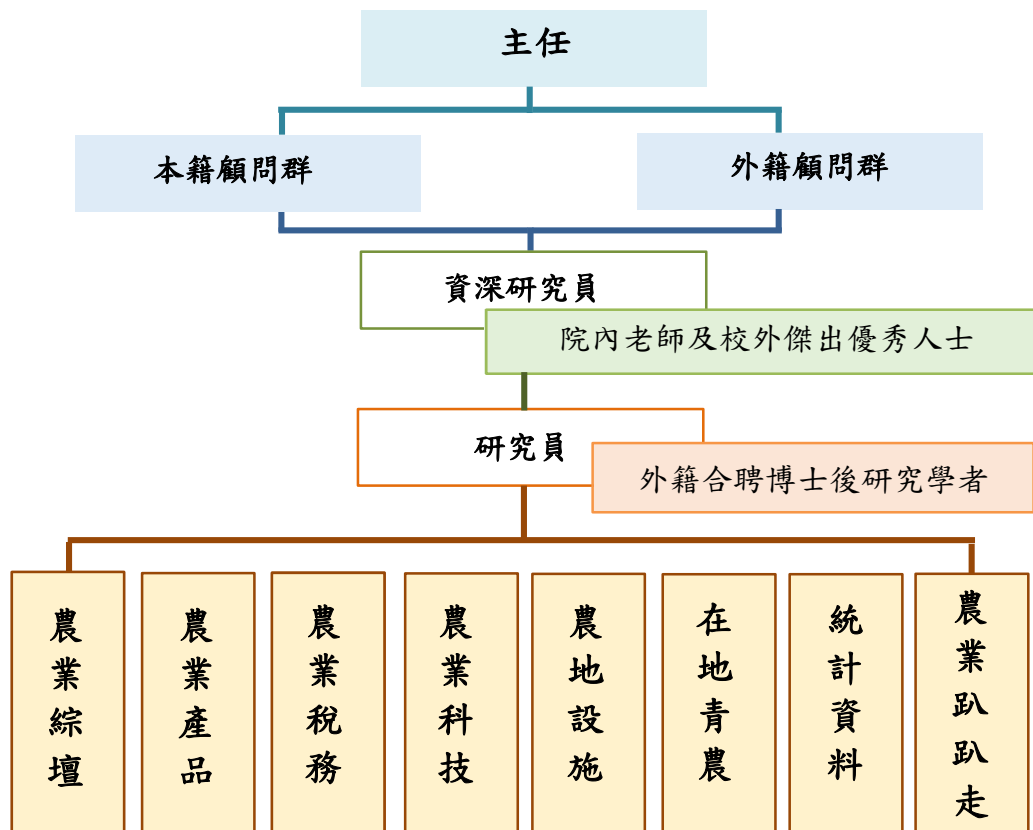 主任
本籍顧問群
外籍顧問群
資深研究員
院內老師及校外傑出優秀人士
研究員
外籍合聘博士後研究學者
農業綜壇
農業產品
農業稅務
農業科技
農地設施
在地青農
統計資料
農業趴趴走